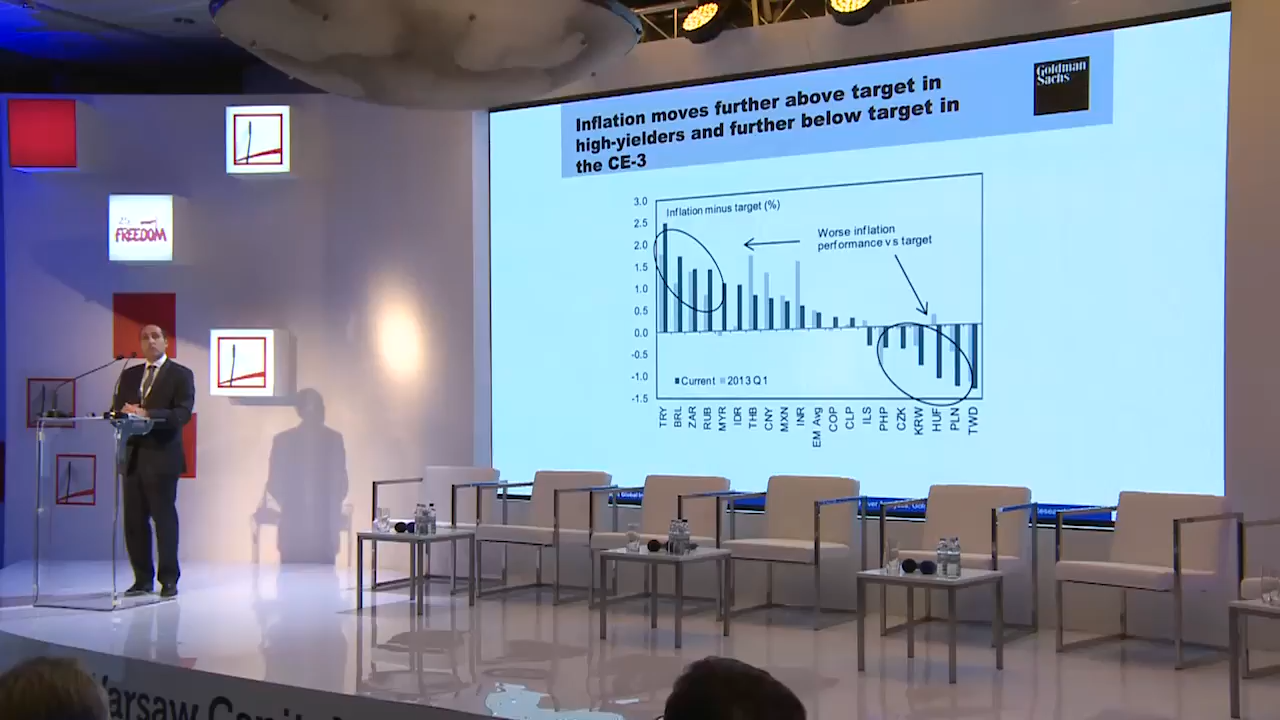 Inflation moves further above target in
high-yielders and further below target in
the CE-3
Goldman
Sachs
Inflation minus target (%)
Worse inflation
performance vs target
3.0
2.5
2.0
1.5
1.0
0.5
0.0
-0.5
-1.0
-1.5
Current 2013 Q1
TRY
BRL
ZAR
RUB
MYR
IDR
THB
CNY
MXN
INR
EM Avg
COP
CLP
ILS
PHP
CZK
KRW
HUF
PLN
TWD
FREEDOM
Global
Warsaw